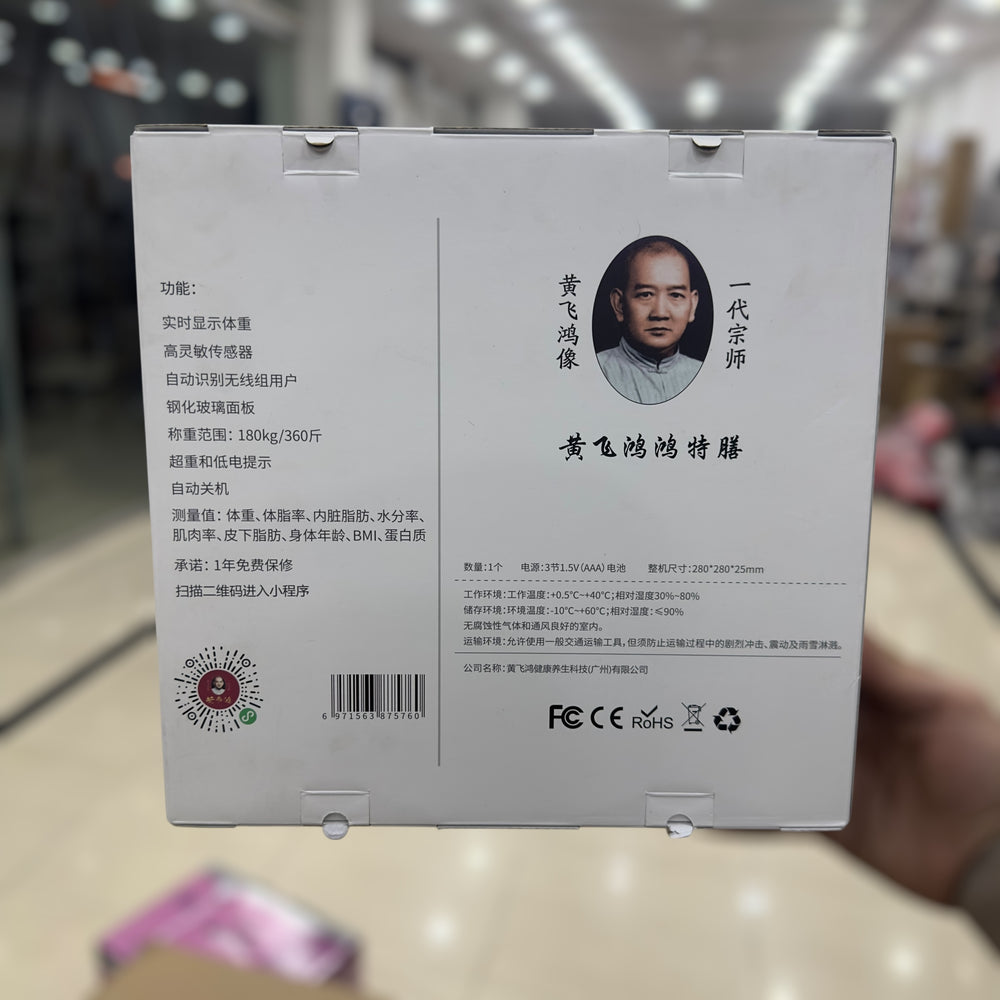 功能：
实时显示体重
高灵敏传感器
自动识别无线组用户
钢化玻璃面板
称重范围：180kg/360斤
超重和低电提示
自动关机
测量值：体重、体脂率、内脏脂肪、水分率、
肌肉率、皮下脂肪、身体年龄、BMI、蛋白质
承诺：1年免费保修
扫描二维码进入小程序
6 971563 875760
黄飞鸿像
一代宗师
黄飞鸿鸿特膳
数量:1个 电源:3节1.5V(AAA)电池 整机尺寸:280*280*25mm
工作环境:工作温度:+0.5℃~+40℃;相对湿度30%~80%
储存环境:环境温度:-10℃~+60℃;相对湿度:≤90%
无腐蚀性气体和通风良好的室内。
运输环境:允许使用一般交通运输工具,但须防止运输过程中的剧烈冲击、震动及雨雪淋溅。
公司名称:黄飞鸿健康养生科技(广州)有限公司
FC CE RoHS